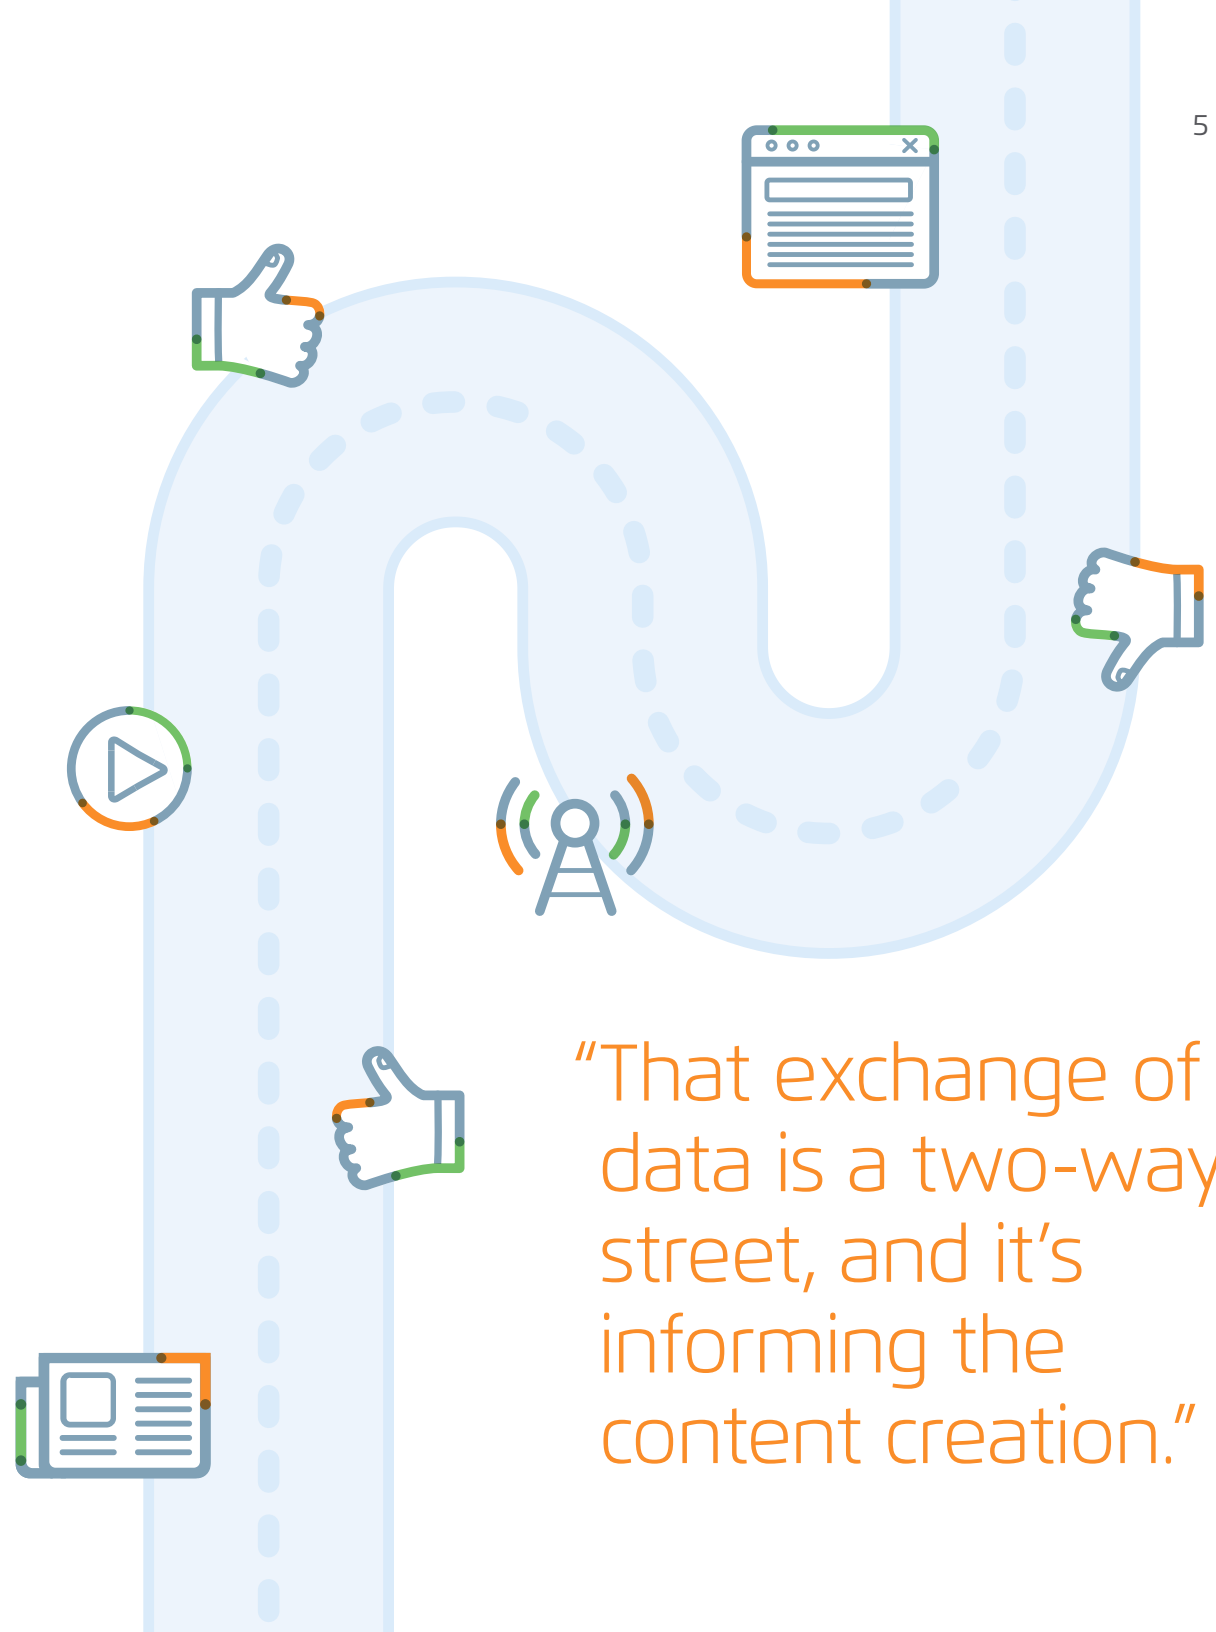 5
“That exchange of
data is a two-way
street, and it’s
informing the
content creation.”